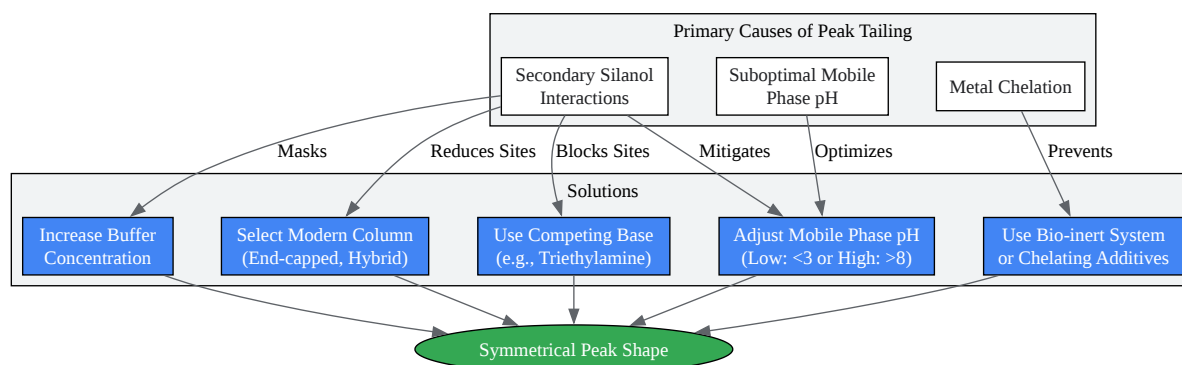 Primary Causes of Peak Tailing
Secondary Silanol
Interactions
Suboptimal Mobile
Phase pH
Metal Chelation
Masks
Reduces Sites
Blocks Sites
Mitigates
Optimizes
Prevents
Solutions
Increase Buffer
Concentration
Select Modern Column
(End-capped, Hybrid)
Use Competing Base
(e.g., Triethylamine)
Adjust Mobile Phase pH
(Low: <3 or High: >8)
Use Bio-inert System
or Chelating Additives
Symmetrical Peak Shape